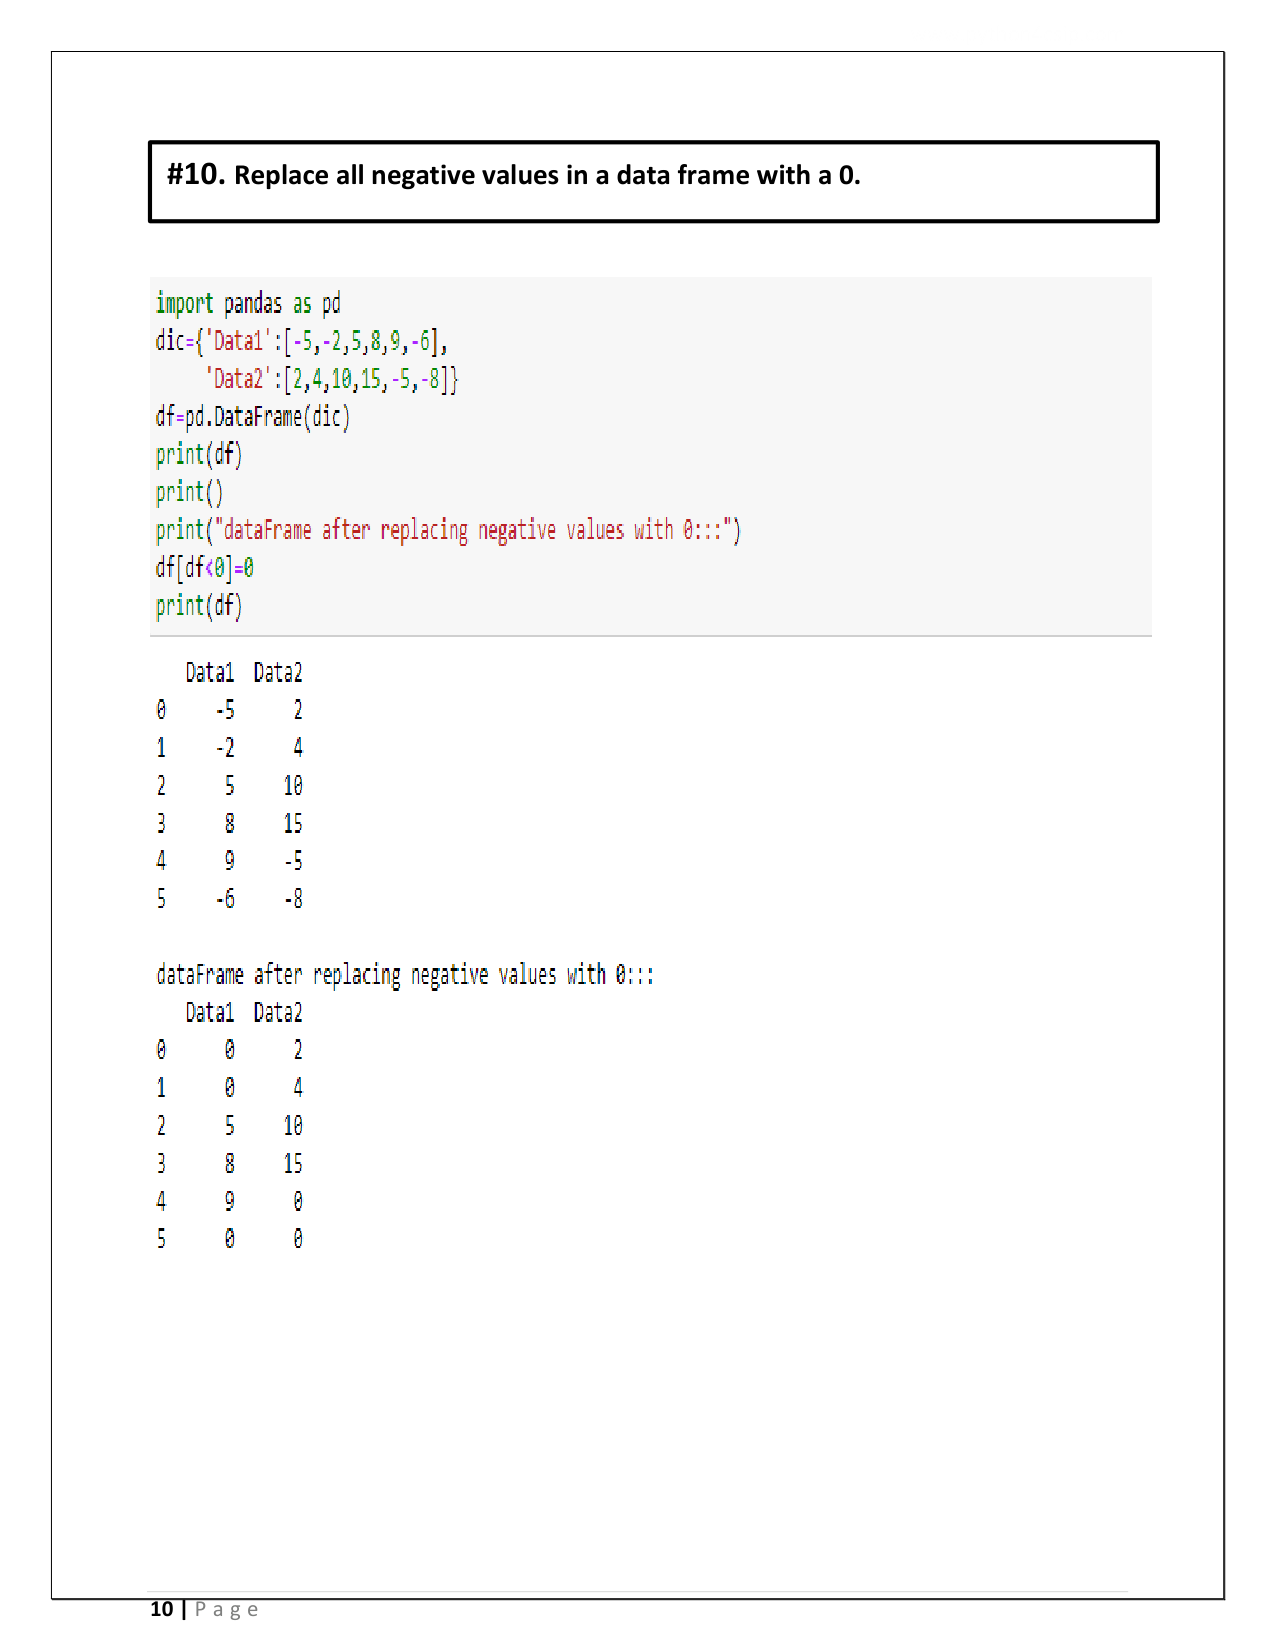 #10. Replace all negative values in a data frame with a 0.
import pandas as pd
dic={'Data1':[-5,-2,5,8,9,-6],
     'Data2':[2,4,10,15,-5,-8]}
df=pd.DataFrame(dic)
print(df)
print()
print("dataFrame after replacing negative values with 0:::")
df[df<0]=0
print(df)
   Data1  Data2
0     -5      2
1     -2      4
2      5     10
3      8     15
4      9     -5
5     -6     -8
dataFrame after replacing negative values with 0:::
   Data1  Data2
0      0      2
1      0      4
2      5     10
3      8     15
4      9      0
5      0      0
10 | Page